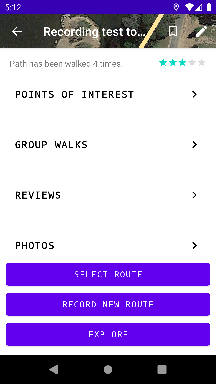 5:12
Recording test to...
Path has been walked 4 times.
POINTS OF INTEREST
GROUP WALKS
REVIEWS
PHOTOS
SELECT ROUTE
RECORD NEW ROUTE
EXPLORE